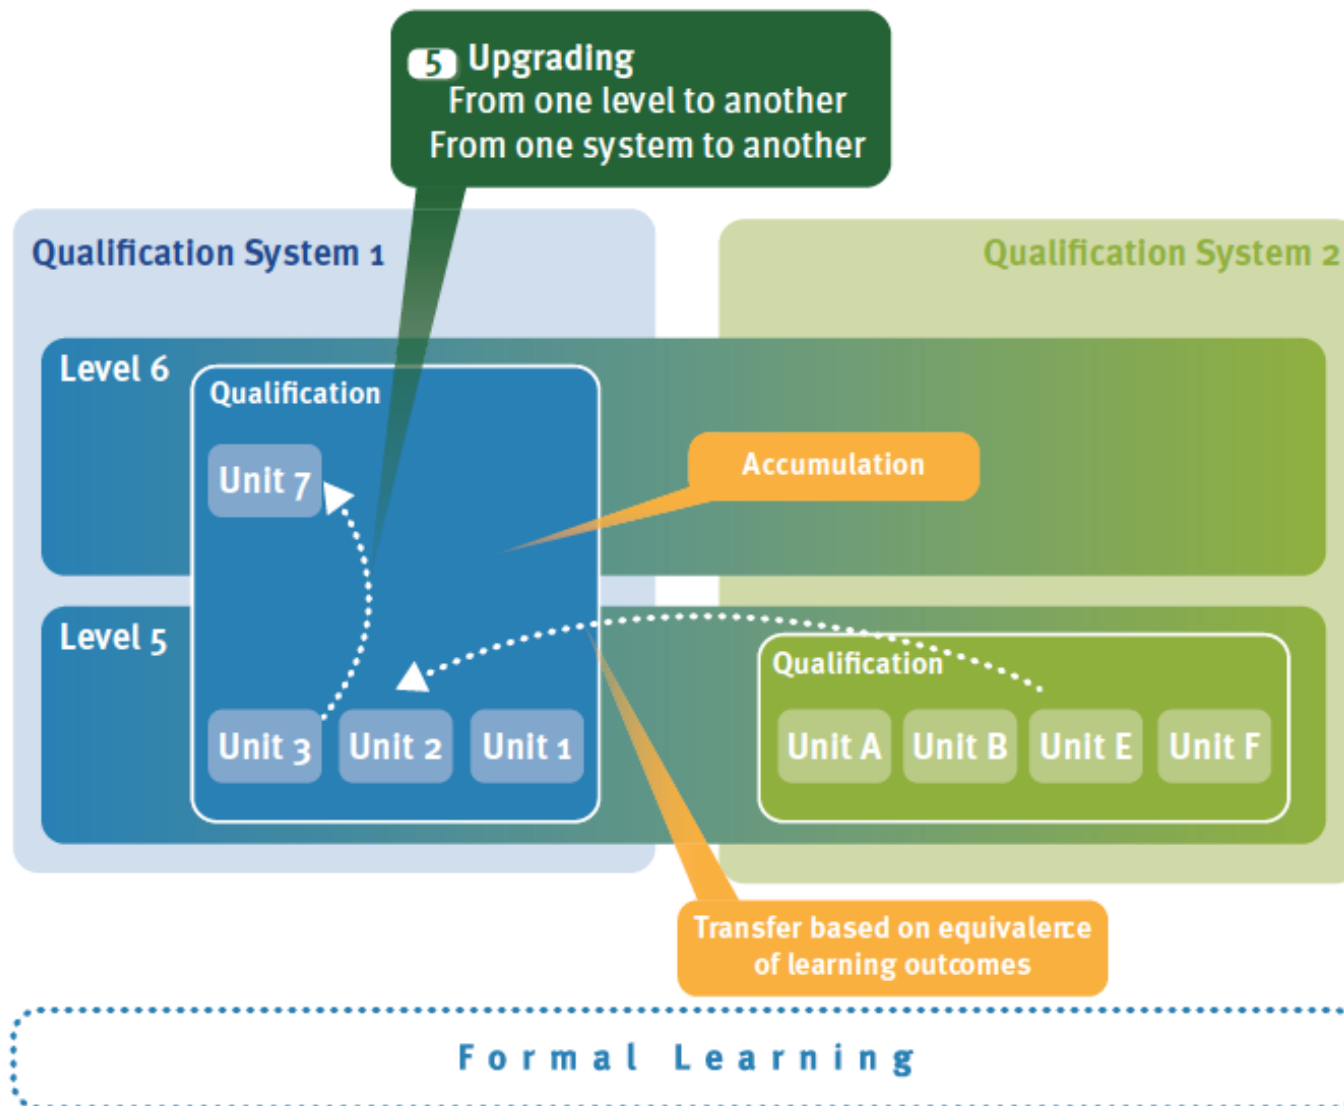 5 Upgrading
From one level to another
From one system to another
Qualification System 1
Qualification System 2
Level 6
Qualification
Unit 7
Accumulation
Level 5
Qualification
Unit 3
Unit 2
Unit 1
Unit A
Unit B
Unit E
Unit F
Transfer based on equivalence
of learning outcomes
Formal Learning